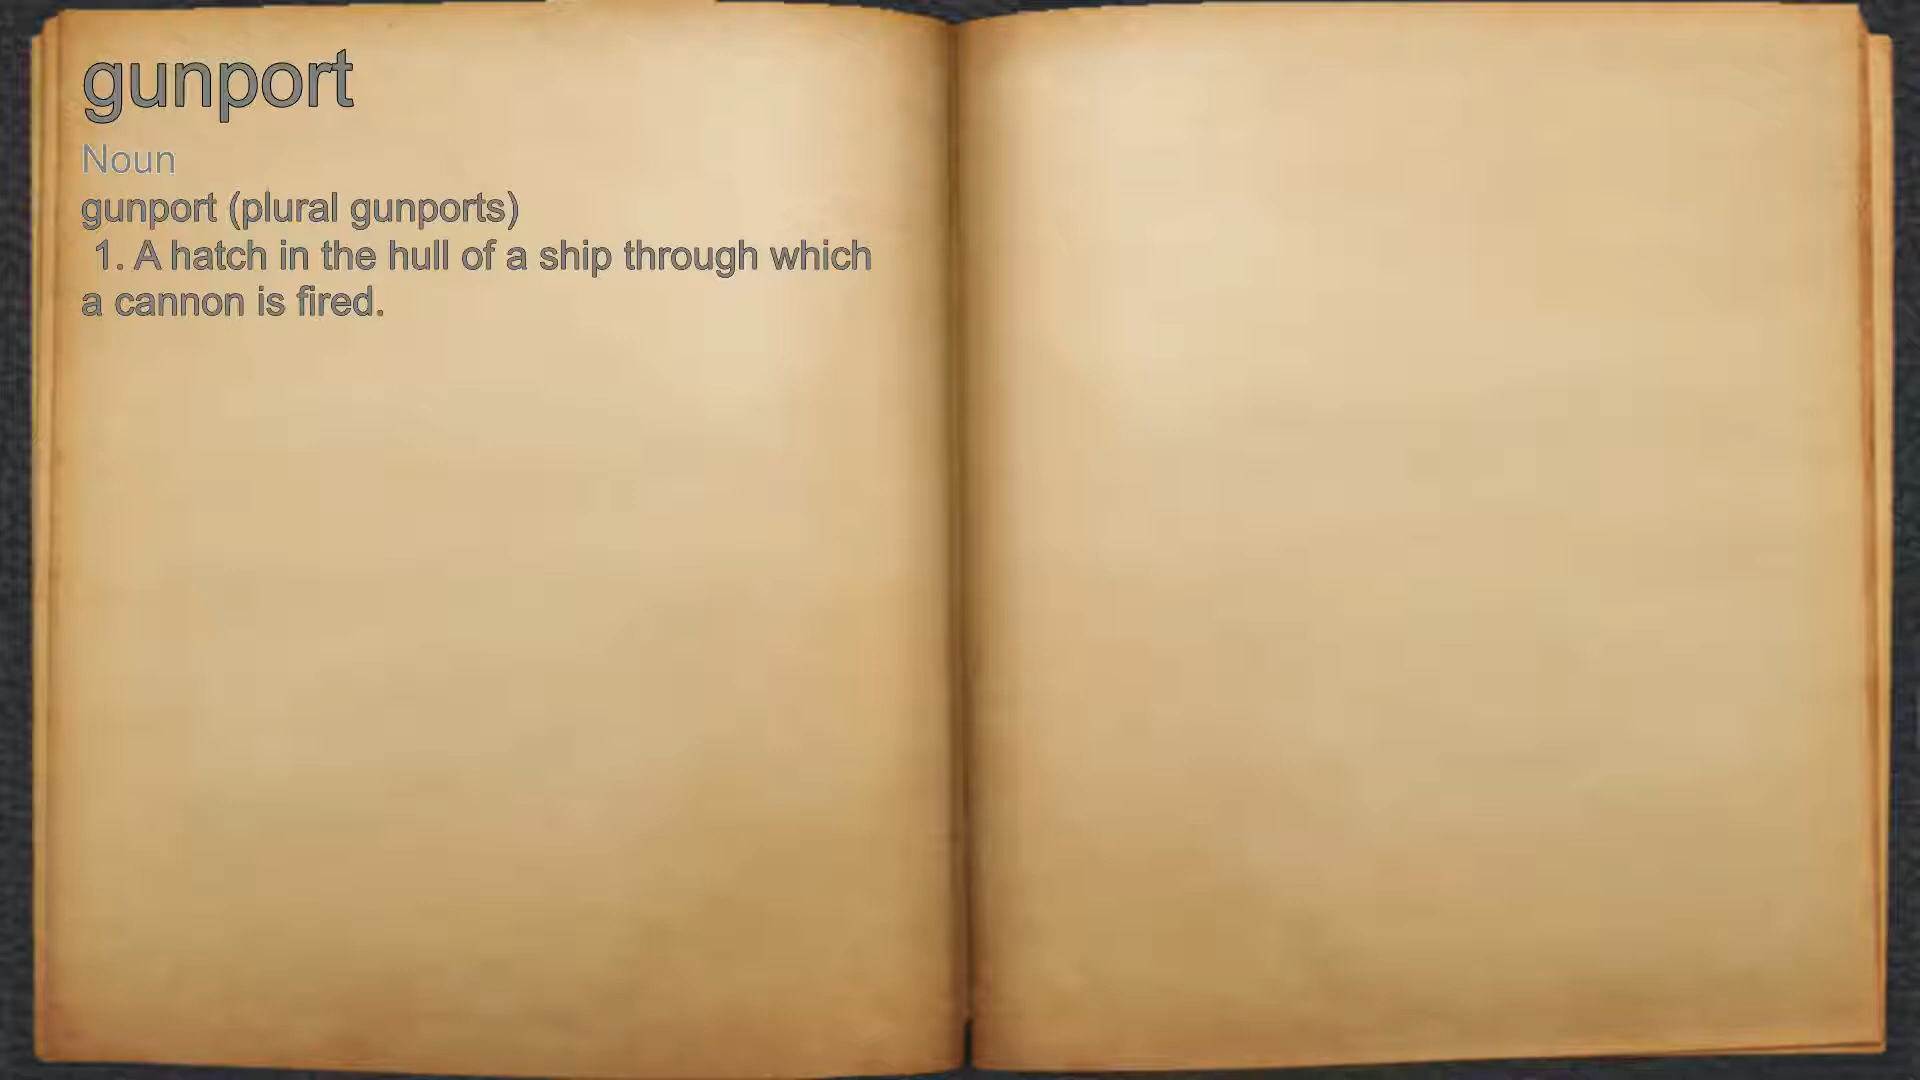 gunport
Noun
gunport (plural gunports)
1. A hatch in the hull of a ship through which
a cannon is fired.